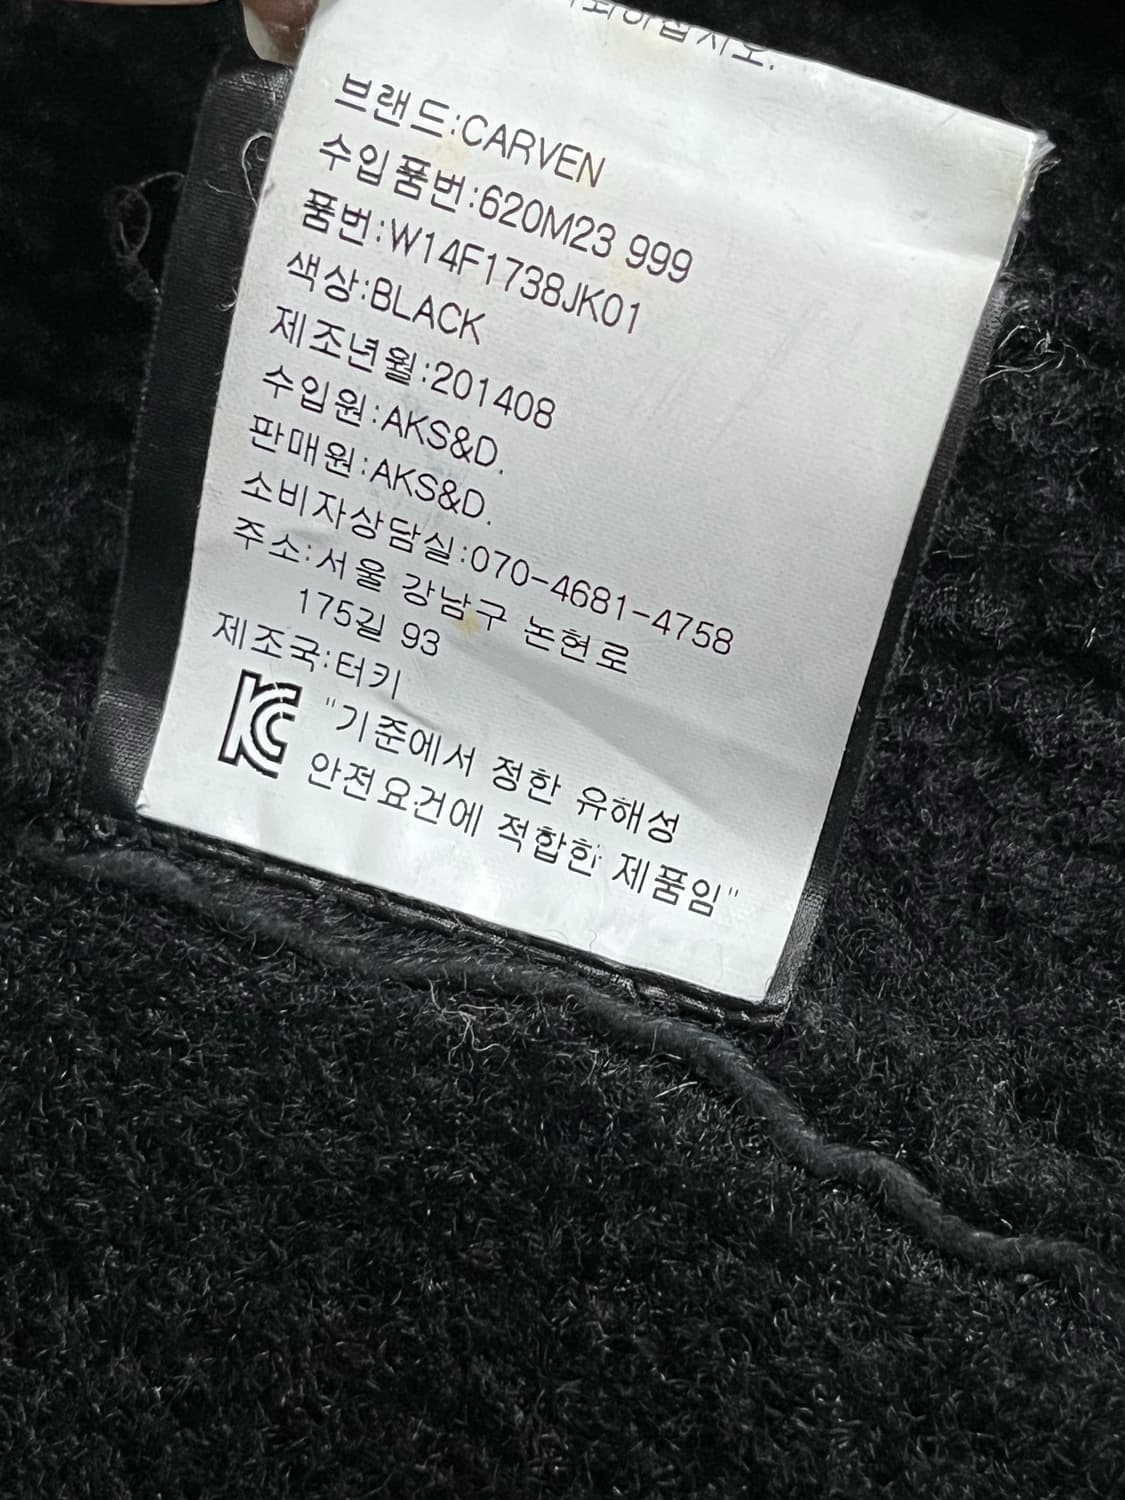 브랜드:CARVEN
수입품번:620M23 999
품번:W14F1738JK01
색상:BLACK
제조년월:201408
수입원:AKS&D.
판매원:AKS&D.
소비자상담실:070-4681-4758
주소:서울 강남구 논현로
175길 93
제조국:터키
"기준에서 정한 유해성
안전요건에 적합한 제품임"